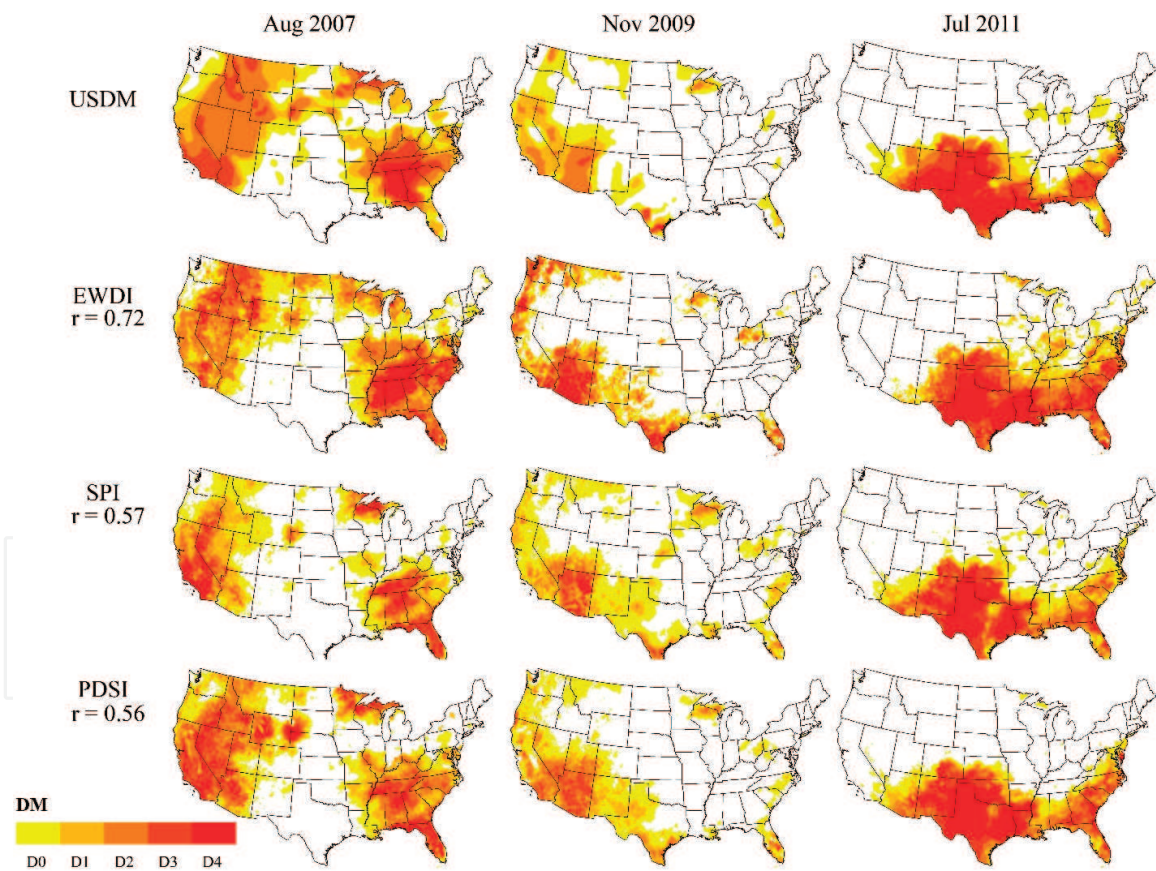 Aug 2007 Nov 2009 Jul 2011
USDM
EWDI
r = 0.72
SPI
r = 0.57
PDSI
r = 0.56
DM
D0 D1 D2 D3 D4